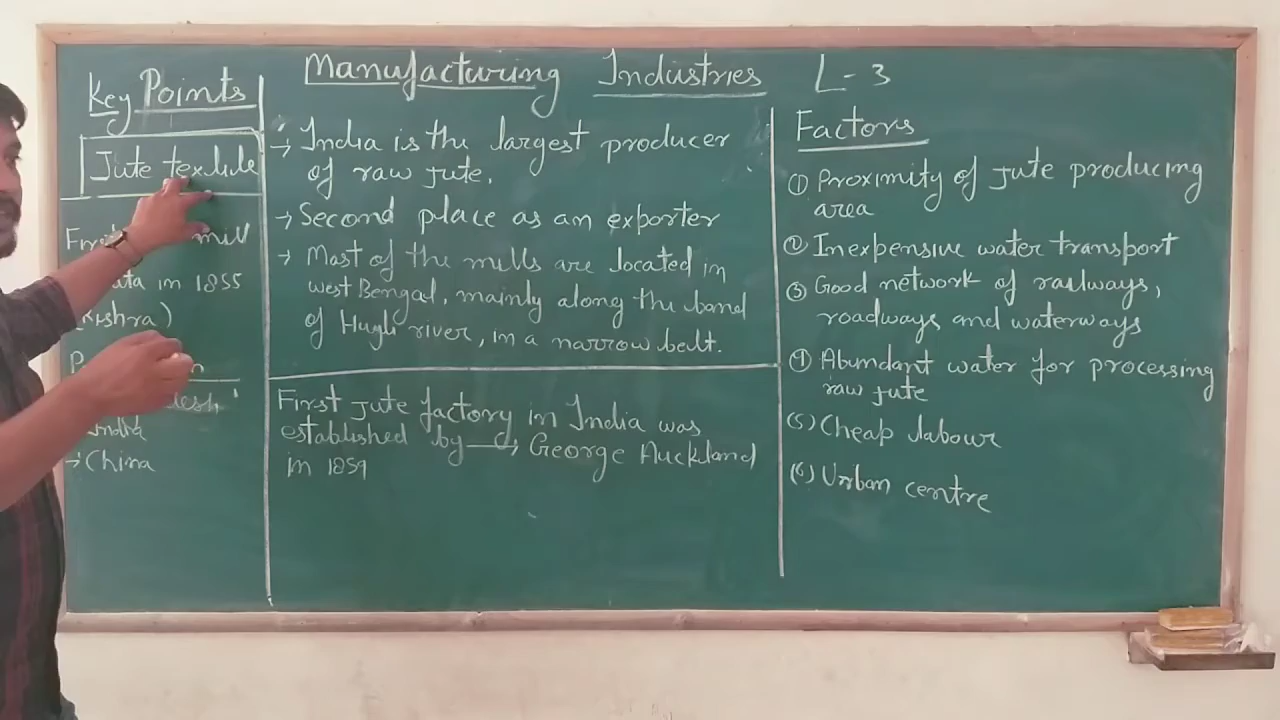 Manufacturing Industries L-3
Key Points
Jute textile
mill
in 1855
(Rishra)
India
→ China
→ India is the largest producer
of raw jute.
→ Second place as an exporter
→ Most of the mills are located in
west Bengal, mainly along the band
of Hugli river, in a narrow belt.
First jute factory in India was
established by → George Auckland
in 1859
Factors
① Proximity of Jute producing
area
② Inexpensive water transport
③ Good network of railways,
roadways and waterways
④ Abundant water for processing
raw jute
(5) Cheap labour
(6) Urban centre